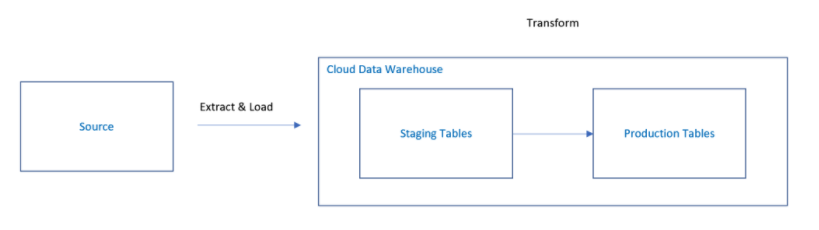 Transform
Cloud Data Warehouse
Extract & Load
Source
Staging Tables
Production Tables